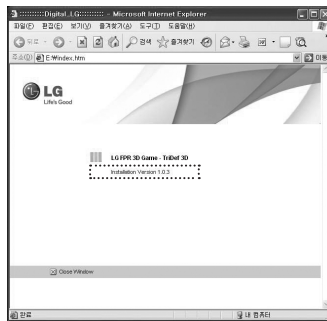 :::::::::Digital_LG::::::::: - Microsoft Internet Explorer
파일(F) 편집(E) 보기(V) 즐겨찾기(A) 도구(T) 도움말(H)
뒤로 검색 즐겨찾기
주소(D) E:\Windex.htm 이동
LG
Life's Good
LG FPR 3D Game - TriDef 3D
Installation Version 1.0.3
Close Window
완료 내 컴퓨터